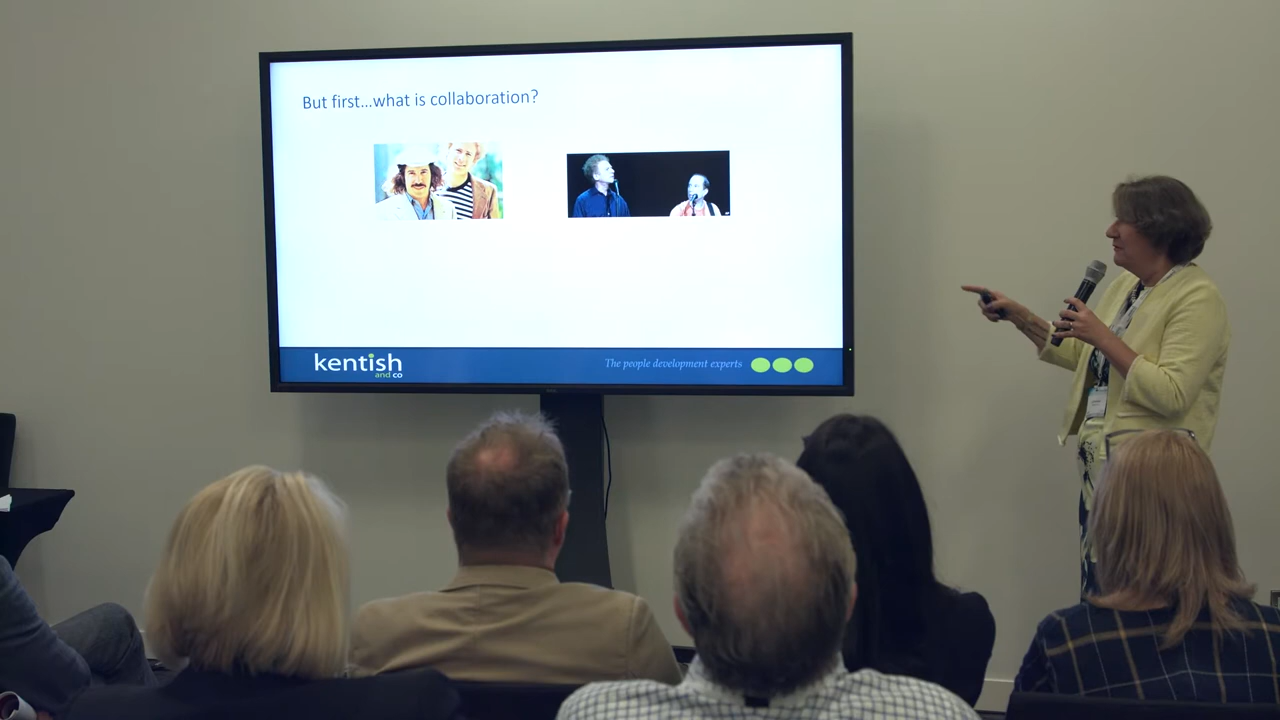 But first...what is collaboration?
kentish
and co
The people development experts